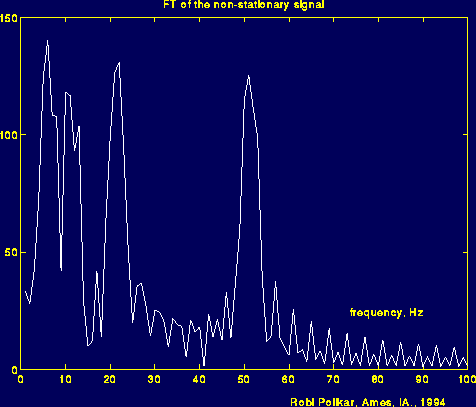 FT of the non-stationary signal
150
100
50
0
frequency, Hz
0 10 20 30 40 50 60 70 80 90 100
Robi Polikar, Ames, IA., 1994